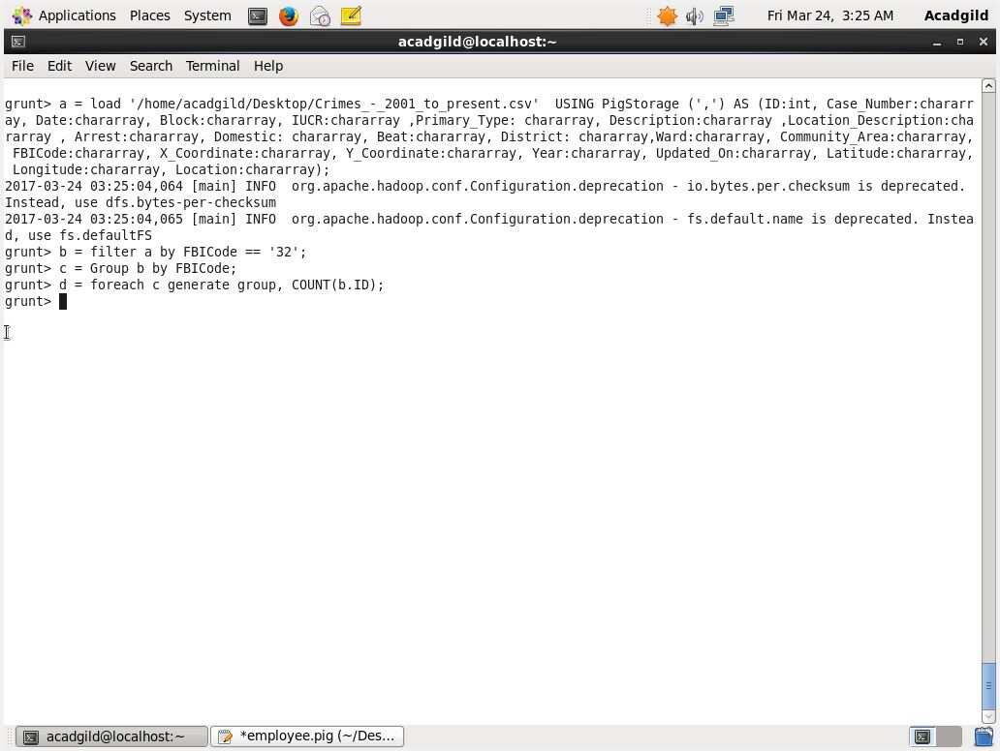 Applications Places System Fri Mar 24, 3:25 AM Acadgild
acadgild@localhost:~
File Edit View Search Terminal Help
grunt> a = load '/home/acadgild/Desktop/Crimes_-_2001_to_present.csv'  USING PigStorage (',') AS (ID:int, Case_Number:chararr
ay, Date:chararray, Block:chararray, IUCR:chararray ,Primary_Type: chararray, Description:chararray ,Location_Description:cha
rarray , Arrest:chararray, Domestic: chararray, Beat:chararray, District: chararray,Ward:chararray, Community_Area:chararray,
 FBICode:chararray, X_Coordinate:chararray, Y_Coordinate:chararray, Year:chararray, Updated_On:chararray, Latitude:chararray,
 Longitude:chararray, Location:chararray);
2017-03-24 03:25:04,064 [main] INFO  org.apache.hadoop.conf.Configuration.deprecation - io.bytes.per.checksum is deprecated.
Instead, use dfs.bytes-per-checksum
2017-03-24 03:25:04,065 [main] INFO  org.apache.hadoop.conf.Configuration.deprecation - fs.default.name is deprecated. Instea
d, use fs.defaultFS
grunt> b = filter a by FBICode == '32';
grunt> c = Group b by FBICode;
grunt> d = foreach c generate group, COUNT(b.ID);
grunt>
acadgild@localhost:~ *employee.pig (~/Des...